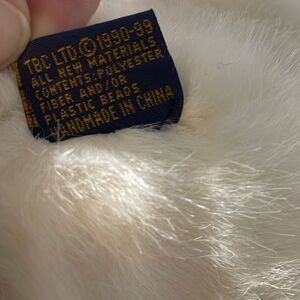 TBC LTD.© 1990-99
ALL NEW MATERIALS
CONTENTS:POLYESTER
FIBER AND/OR
PLASTIC BEADS
HANDMADE IN CHINA